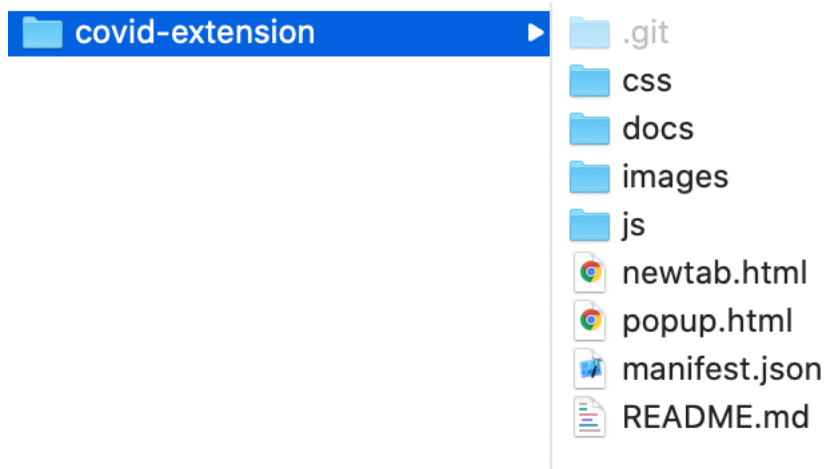 covid-extension
.git
css
docs
images
js
newtab.html
popup.html
manifest.json
README.md